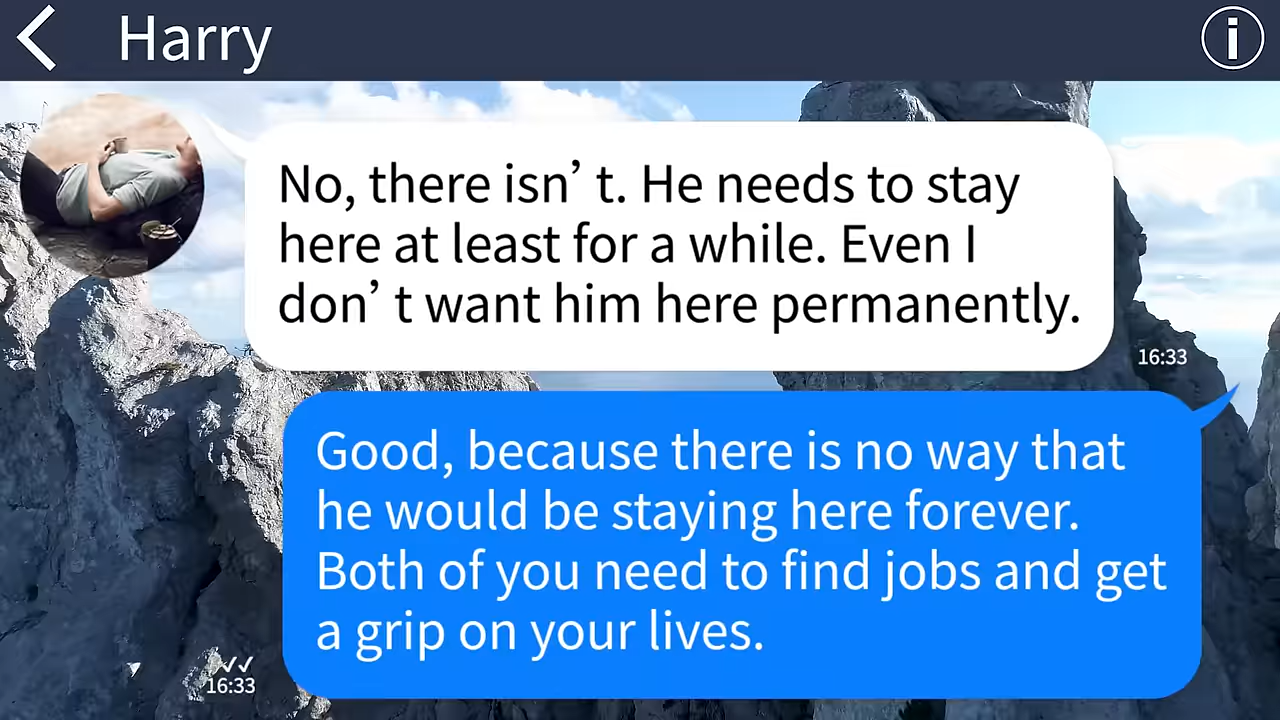 Harry
No, there isn’ t. He needs to stay
here at least for a while. Even I
don’ t want him here permanently.
16:33
Good, because there is no way that
he would be staying here forever.
Both of you need to find jobs and get
a grip on your lives.
16:33